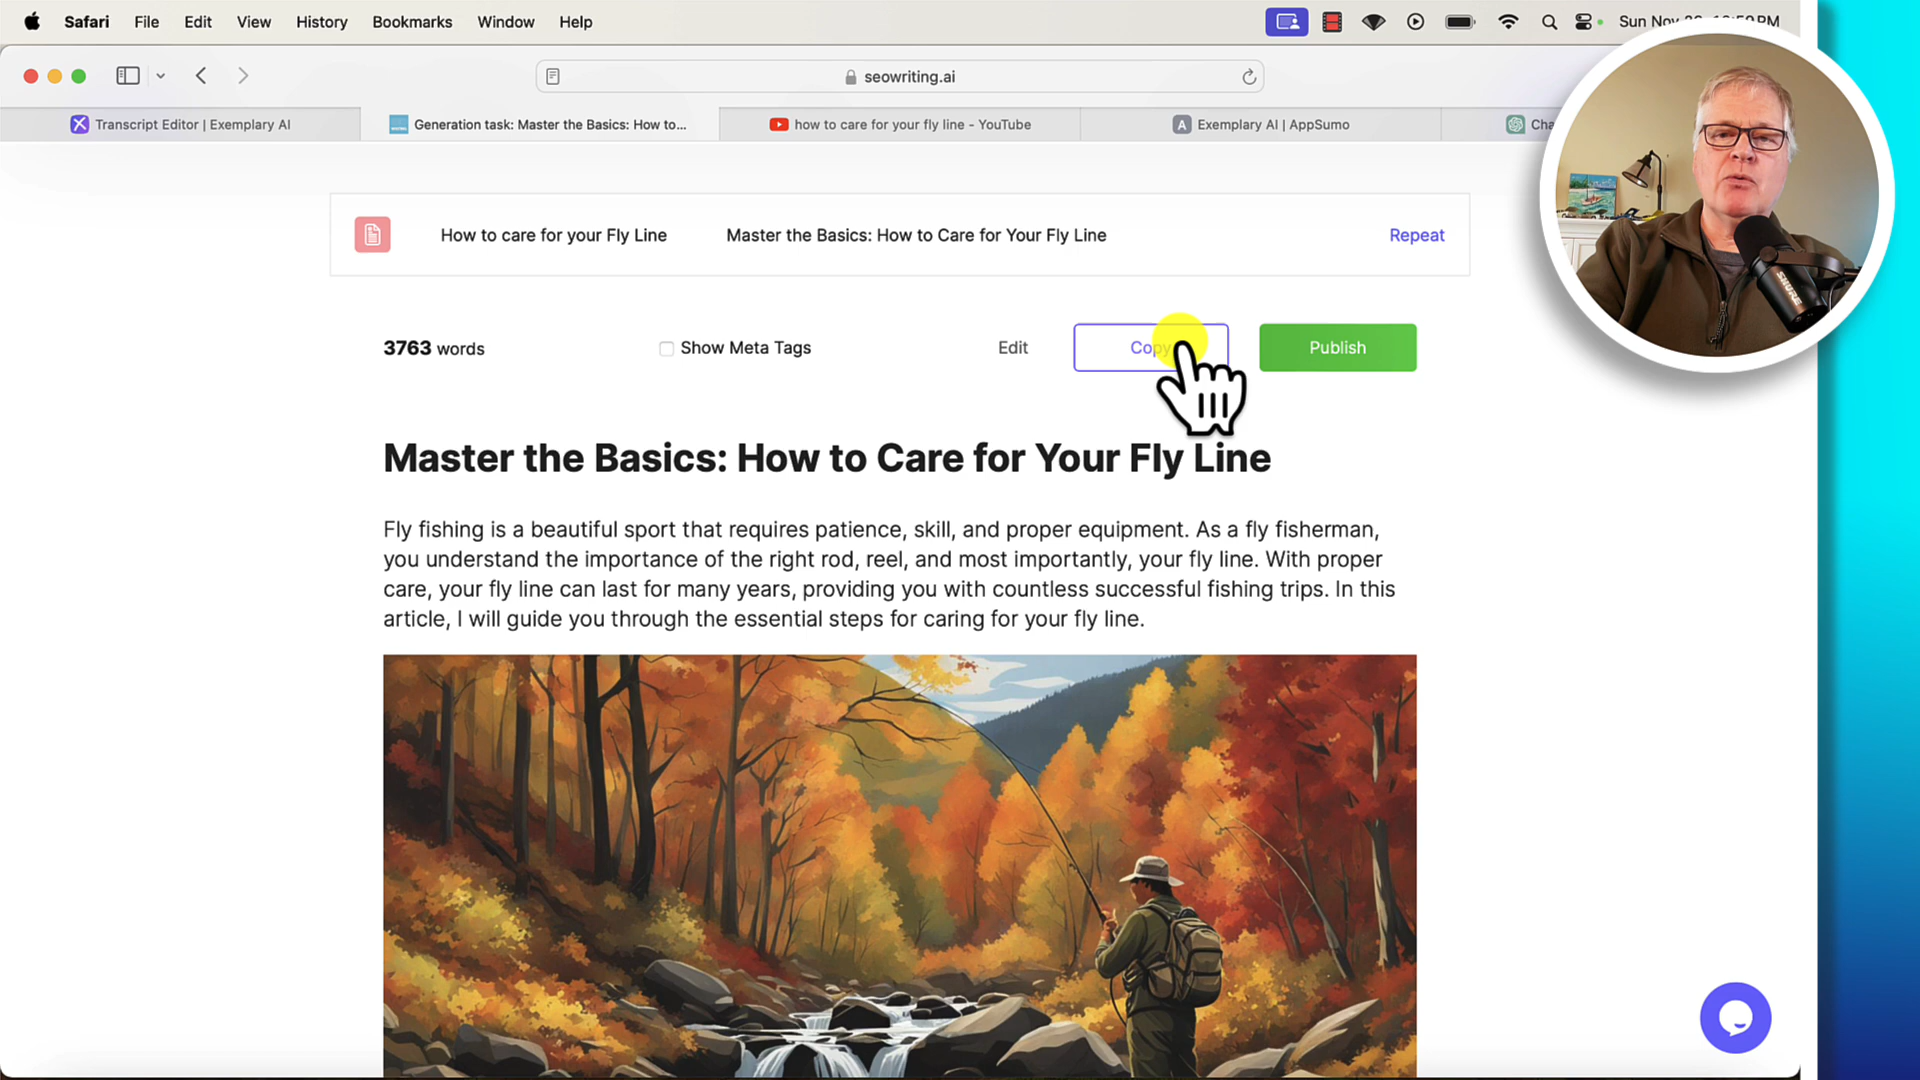 Safari File Edit View History Bookmarks Window Help
Sun Nov PM
seowriting.ai
Transcript Editor | Exemplary AI
Generation task: Master the Basics: How to...
how to care for your fly line - YouTube
A Exemplary AI | AppSumo
Cha
How to care for your Fly Line Master the Basics: How to Care for Your Fly Line Repeat
3763 words Show Meta Tags Edit Copy Publish
Master the Basics: How to Care for Your Fly Line
Fly fishing is a beautiful sport that requires patience, skill, and proper equipment. As a fly fisherman,
you understand the importance of the right rod, reel, and most importantly, your fly line. With proper
care, your fly line can last for many years, providing you with countless successful fishing trips. In this
article, I will guide you through the essential steps for caring for your fly line.
SHURE